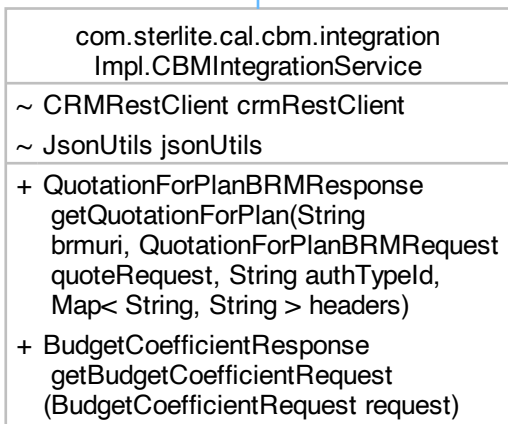 com.sterlite.cal.cbm.integration
Impl.CBMIntegrationService
~ CRMRestClient crmRestClient
~ JsonUtils jsonUtils
+ QuotationForPlanBRMResponse
getQuotationForPlan(String
brmuri, QuotationForPlanBRMRequest
quoteRequest, String authTypeId,
Map< String, String > headers)
+ BudgetCoefficientResponse
getBudgetCoefficientRequest
(BudgetCoefficientRequest request)